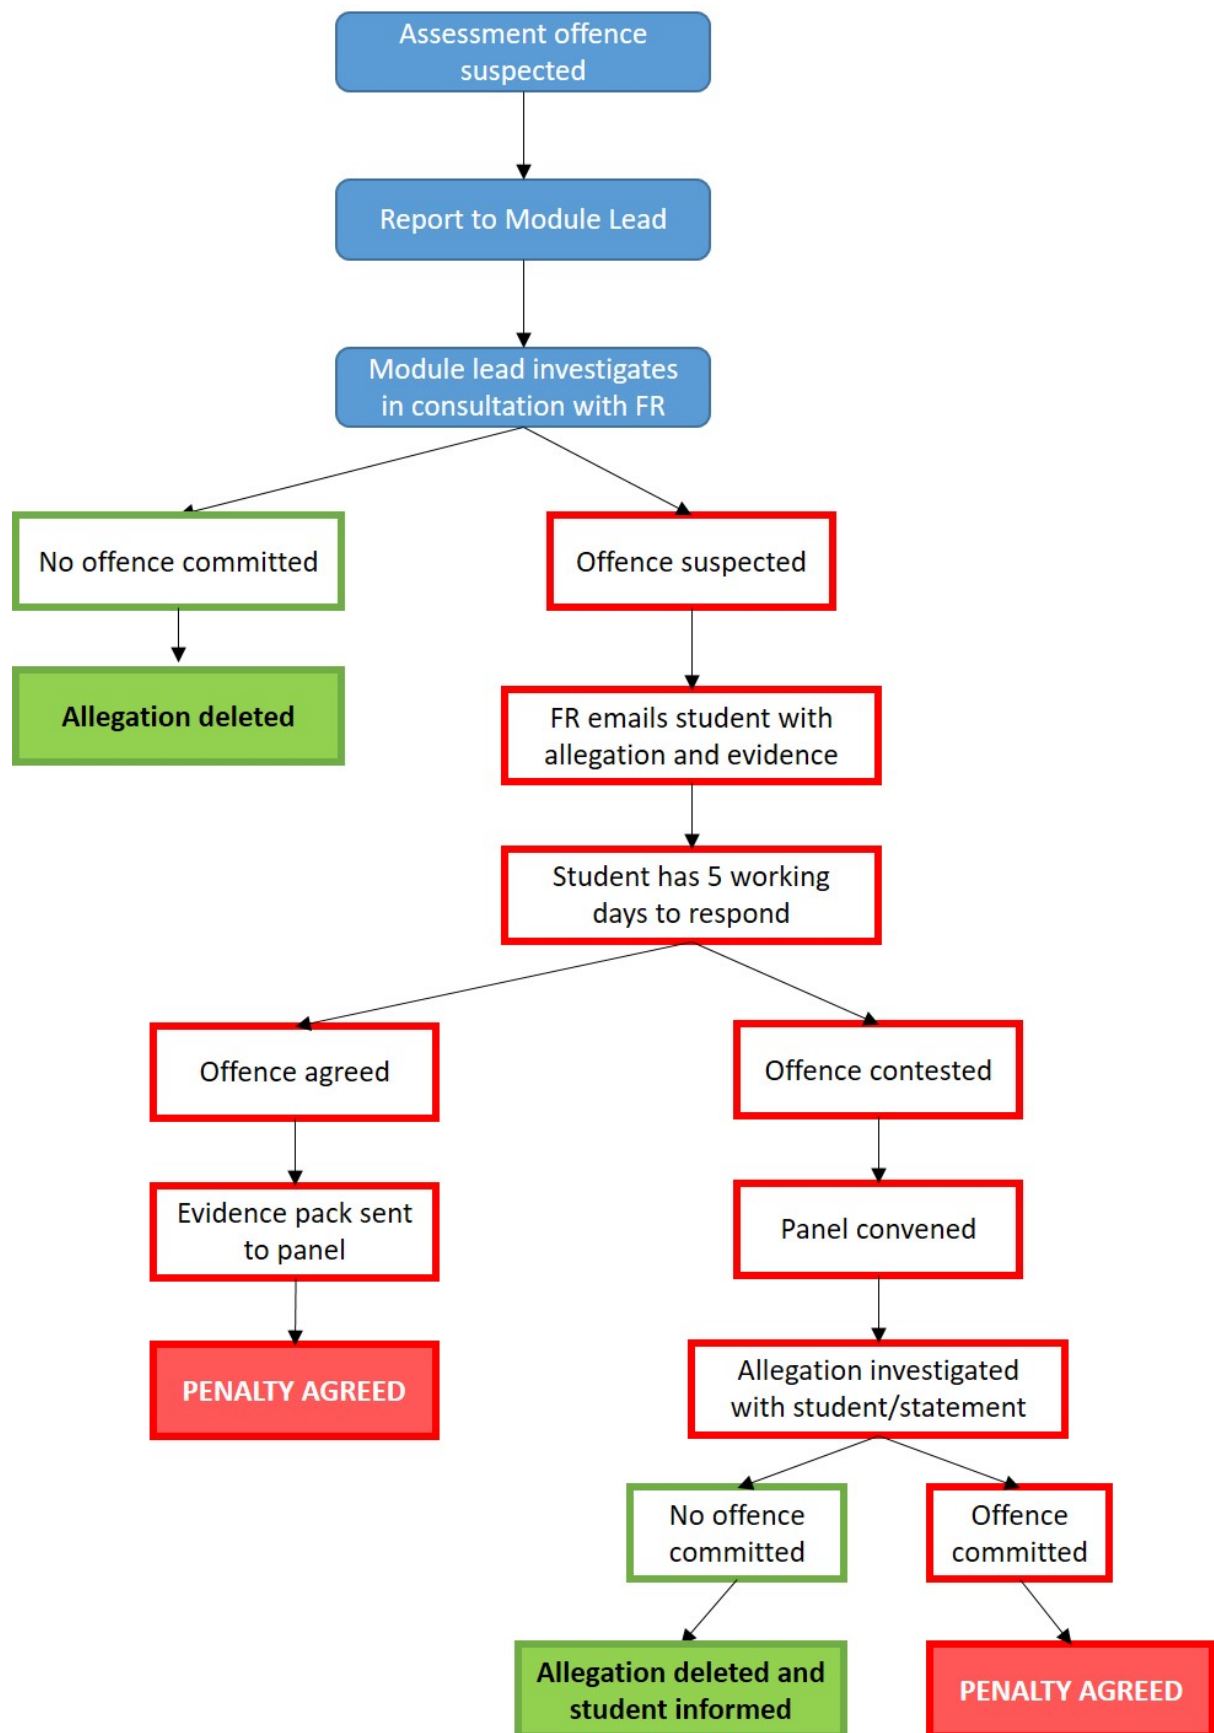 Assessment offence
suspected
Report to Module Lead
Module lead investigates
in consultation with FR
No offence committed
Offence suspected
Allegation deleted
FR emails student with
allegation and evidence
Student has 5 working
days to respond
Offence agreed
Offence contested
Evidence pack sent
to panel
Panel convened
PENALTY AGREED
Allegation investigated
with student/statement
No offence
committed
Offence
committed
Allegation deleted and
student informed
PENALTY AGREED